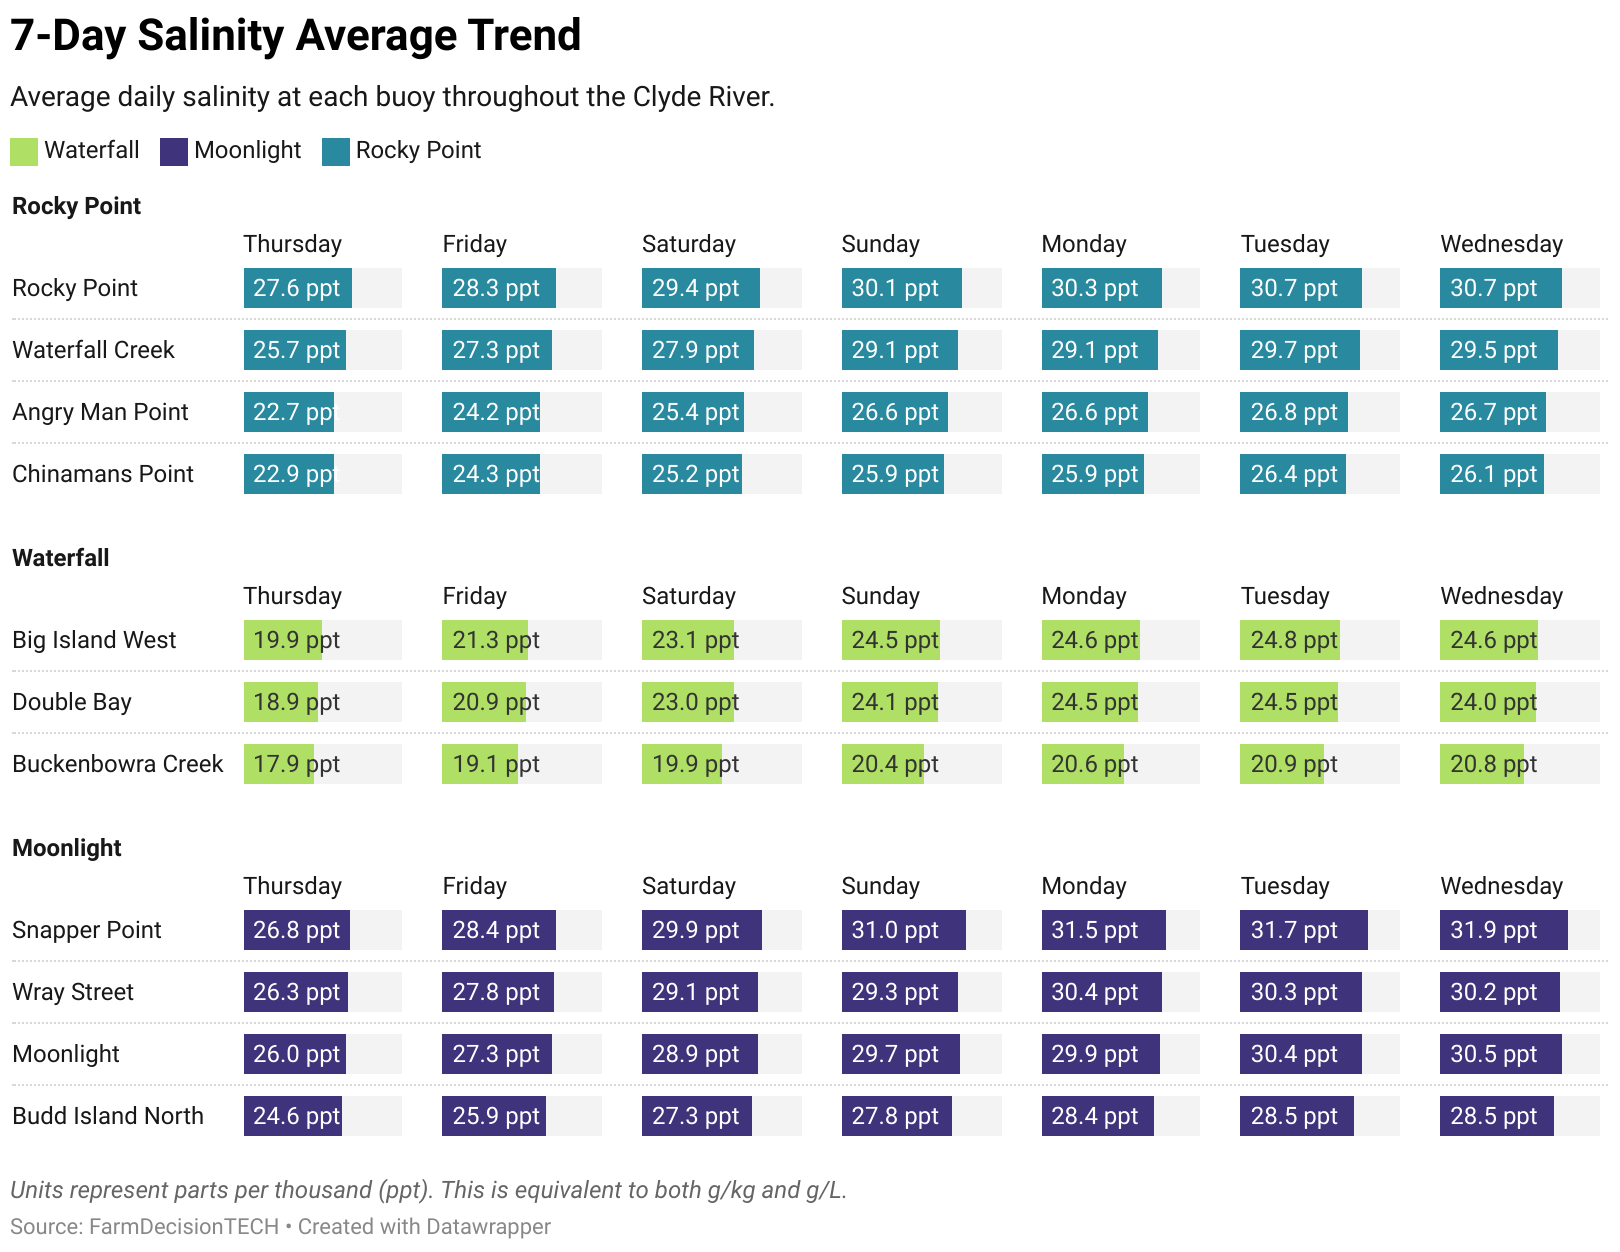 7-Day Salinity Average Trend
Average daily salinity at each buoy throughout the Clyde River.
Waterfall Moonlight Rocky Point
Rocky Point
Thursday Friday Saturday Sunday Monday Tuesday Wednesday
Rocky Point 27.6 ppt 28.3 ppt 29.4 ppt 30.1 ppt 30.3 ppt 30.7 ppt 30.7 ppt
Waterfall Creek 25.7 ppt 27.3 ppt 27.9 ppt 29.1 ppt 29.1 ppt 29.7 ppt 29.5 ppt
Angry Man Point 22.7 ppt 24.2 ppt 25.4 ppt 26.6 ppt 26.6 ppt 26.8 ppt 26.7 ppt
Chinamans Point 22.9 ppt 24.3 ppt 25.2 ppt 25.9 ppt 25.9 ppt 26.4 ppt 26.1 ppt
Waterfall
Thursday Friday Saturday Sunday Monday Tuesday Wednesday
Big Island West 19.9 ppt 21.3 ppt 23.1 ppt 24.5 ppt 24.6 ppt 24.8 ppt 24.6 ppt
Double Bay 18.9 ppt 20.9 ppt 23.0 ppt 24.1 ppt 24.5 ppt 24.5 ppt 24.0 ppt
Buckenbowra Creek 17.9 ppt 19.1 ppt 19.9 ppt 20.4 ppt 20.6 ppt 20.9 ppt 20.8 ppt
Moonlight
Thursday Friday Saturday Sunday Monday Tuesday Wednesday
Snapper Point 26.8 ppt 28.4 ppt 29.9 ppt 31.0 ppt 31.5 ppt 31.7 ppt 31.9 ppt
Wray Street 26.3 ppt 27.8 ppt 29.1 ppt 29.3 ppt 30.4 ppt 30.3 ppt 30.2 ppt
Moonlight 26.0 ppt 27.3 ppt 28.9 ppt 29.7 ppt 29.9 ppt 30.4 ppt 30.5 ppt
Budd Island North 24.6 ppt 25.9 ppt 27.3 ppt 27.8 ppt 28.4 ppt 28.5 ppt 28.5 ppt
Units represent parts per thousand (ppt). This is equivalent to both g/kg and g/L.
Source: FarmDecisionTECH • Created with Datawrapper